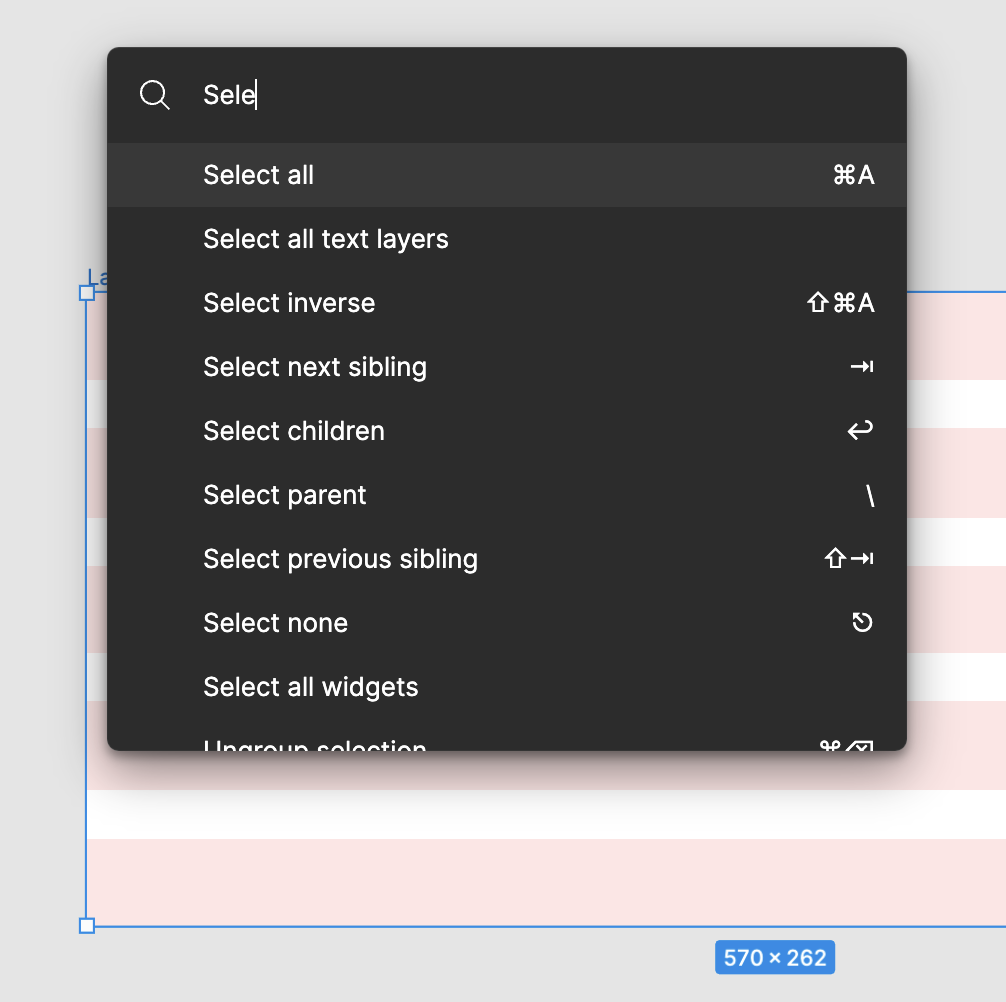 Sele
Select all ⌘A
Select all text layers
Select inverse ⇧⌘A
Select next sibling ⇥
Select children ↩
Select parent \
Select previous sibling ⇧⇥
Select none ⎋
Select all widgets
Ungroup selection ⌘⌫
La
570 × 262